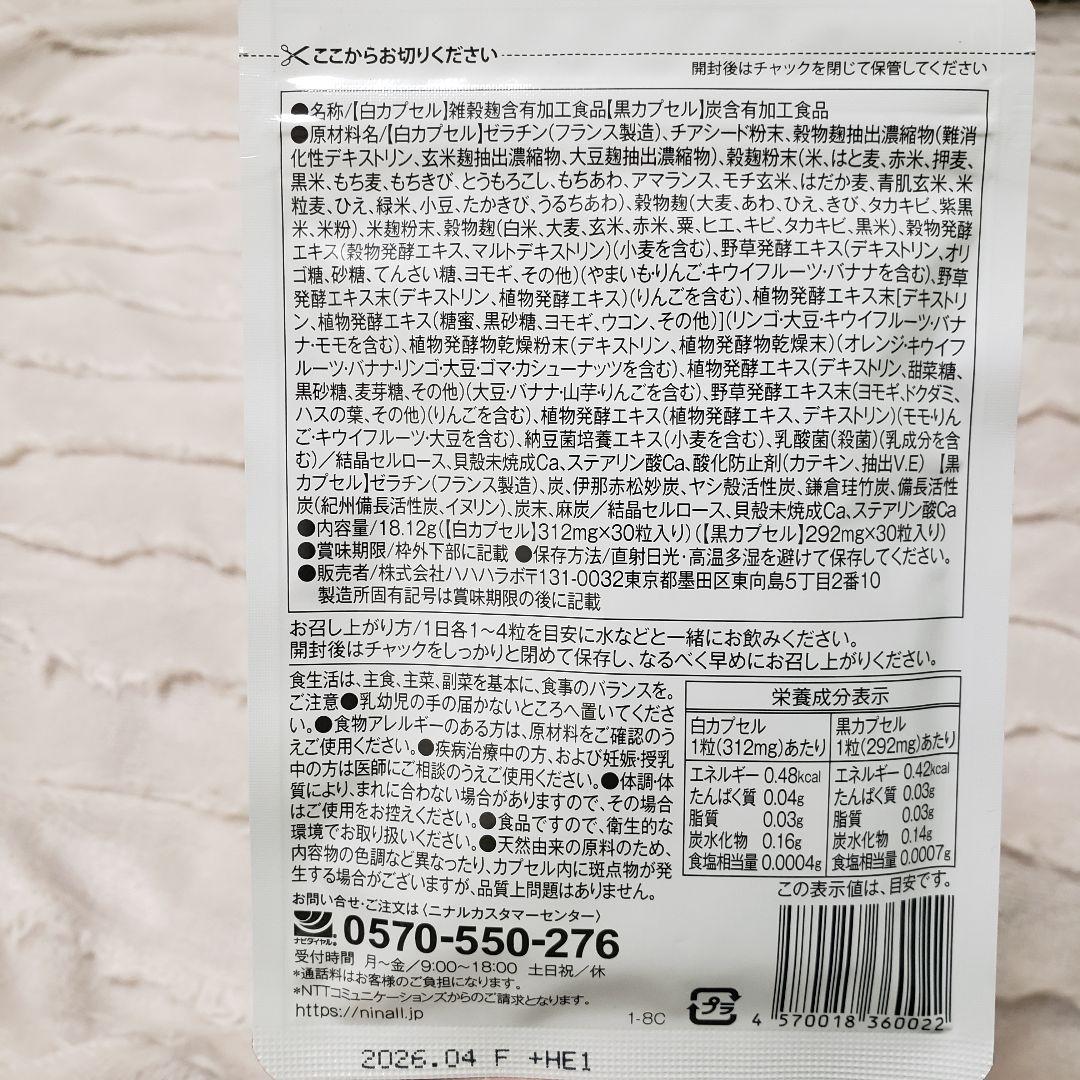 ここからお切りください
開封後はチャックを閉じて保管してください
●名称/【白カプセル】雑穀麹含有加工食品【黒カプセル】炭含有加工食品
●原材料名/【白カプセル】ゼラチン(フランス製造)、チアシード粉末、穀物麹抽出濃縮物(難消
化性デキストリン、玄米麹抽出濃縮物、大豆麹抽出濃縮物)、穀麹粉末(米、はと麦、赤米、押麦、
黒米、もち麦、もちきび、とうもろこし、もちあわ、アマランス、モチ玄米、はだか麦、青肌玄米、米
粒麦、ひえ、緑米、小豆、たかきび、うるちあわ)、穀物麹(大麦、あわ、ひえ、きび、タカキビ、紫黒
米、米粉)、米麹粉末、穀物麹(白米、大麦、玄米、赤米、粟、ヒエ、キビ、タカキビ、黒米)、穀物発酵
エキス(穀物発酵エキス、マルトデキストリン)(小麦を含む)、野草発酵エキス(デキストリン、オリ
ゴ糖、砂糖、てんさい糖、ヨモギ、その他)(やまいも・りんご・キウイフルーツ・バナナを含む)、野草
発酵エキス末(デキストリン、植物発酵エキス)(りんごを含む)、植物発酵エキス末[デキストリ
ン、植物発酵エキス(糖蜜、黒砂糖、ヨモギ、ウコン、その他)](リンゴ・大豆・キウイフルーツ・バナ
ナ・モモを含む)、植物発酵物乾燥粉末(デキストリン、植物発酵物乾燥末)(オレンジ・キウイフ
ルーツ・バナナ・リンゴ・大豆・ゴマ・カシューナッツを含む)、植物発酵エキス(デキストリン、甜菜糖、
黒砂糖、麦芽糖、その他)(大豆・バナナ・山芋・りんごを含む)、野草発酵エキス末(ヨモギ、ドクダミ、
ハスの葉、その他)(りんごを含む)、植物発酵エキス(植物発酵エキス、デキストリン)(モモ・りん
ご・キウイフルーツ・大豆を含む)、納豆菌培養エキス(小麦を含む)、乳酸菌(殺菌)(乳成分を含
む)/結晶セルロース、貝殻未焼成Ca、ステアリン酸Ca、酸化防止剤(カテキン、抽出V.E) 【黒
カプセル】ゼラチン(フランス製造)、炭、伊那赤松妙炭、ヤシ殻活性炭、鎌倉珪竹炭、備長活性
炭(紀州備長活性炭、イヌリン)、炭末、麻炭/結晶セルロース、貝殻未焼成Ca、ステアリン酸Ca
●内容量/18.12g(【白カプセル】312mg×30粒入り)(【黒カプセル】292mg×30粒入り)
●賞味期限/枠外下部に記載 ●保存方法/直射日光・高温多湿を避けて保存してください。
●販売者/株式会社ハハハラボ〒131-0032東京都墨田区東向島5丁目2番10
製造所固有記号は賞味期限の後に記載
お召し上がり方/1日各1〜4粒を目安に水などと一緒にお飲みください。
開封後はチャックをしっかりと閉めて保存し、なるべく早めにお召し上がりください。
食生活は、主食、主菜、副菜を基本に、食事のバランスを。
ご注意●乳幼児の手の届かないところへ置いてくださ
い。●食物アレルギーのある方は、原材料をご確認のう
えご使用ください。●疾病治療中の方、および妊娠・授乳
中の方は医師にご相談のうえご使用ください。●体調・体
質により、まれに合わない場合がありますので、その場合
はご使用をお控えください。●食品ですので、衛生的な
環境でお取り扱いください。●天然由来の原料のため、
内容物の色調など異なったり、カプセル内に斑点物が発
生する場合がございますが、品質上問題はありません。
栄養成分表示
白カプセル 黒カプセル
1粒(312mg)あたり 1粒(292mg)あたり
エネルギー 0.48kcal エネルギー 0.42kcal
たんぱく質 0.04g たんぱく質 0.03g
脂質 0.03g 脂質 0.03g
炭水化物 0.16g 炭水化物 0.14g
食塩相当量 0.0004g 食塩相当量 0.0007g
この表示値は、目安です。
お問い合せ・ご注文は〈ニナルカスタマーセンター〉
ナビダイヤル® 0570-550-276
受付時間 月〜金/9:00〜18:00 土日祝/休
*通話料はお客様のご負担になります。
*NTTコミュニケーションズからのご請求となります。
https://ninall.jp
1-8C
プラ
4 570018 360022
2026.04 F +HE1